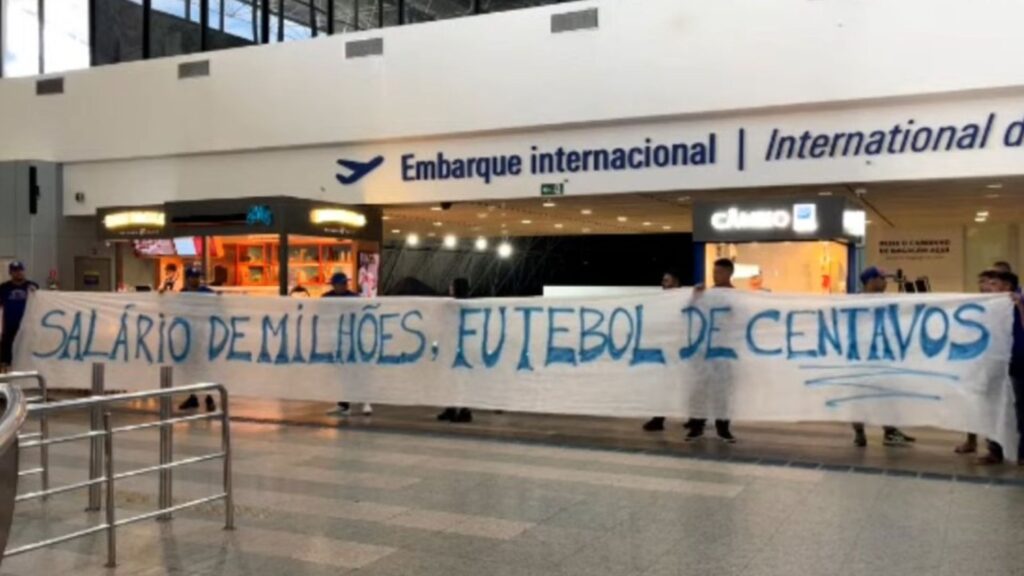 Embarque internacional | International d
CÂMBIO
SALÁRIO DE MILHÕES, FUTEBOL DE CENTAVOS